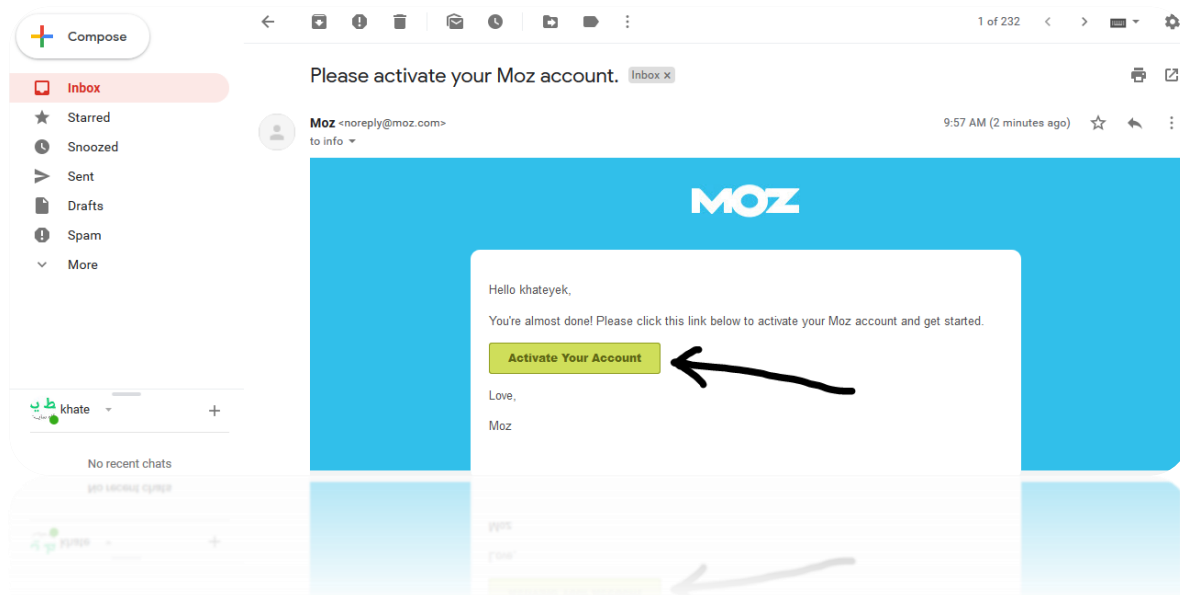 Compose
1 of 232
Please activate your Moz account. Inbox x
Inbox
Moz <noreply@moz.com>
9:57 AM (2 minutes ago)
to info
Starred
Snoozed
Sent
Drafts
Spam
More
MOZ
Hello khateyek,
You're almost done! Please click this link below to activate your Moz account and get started.
Activate Your Account
Love,
Moz
khate
No recent chats